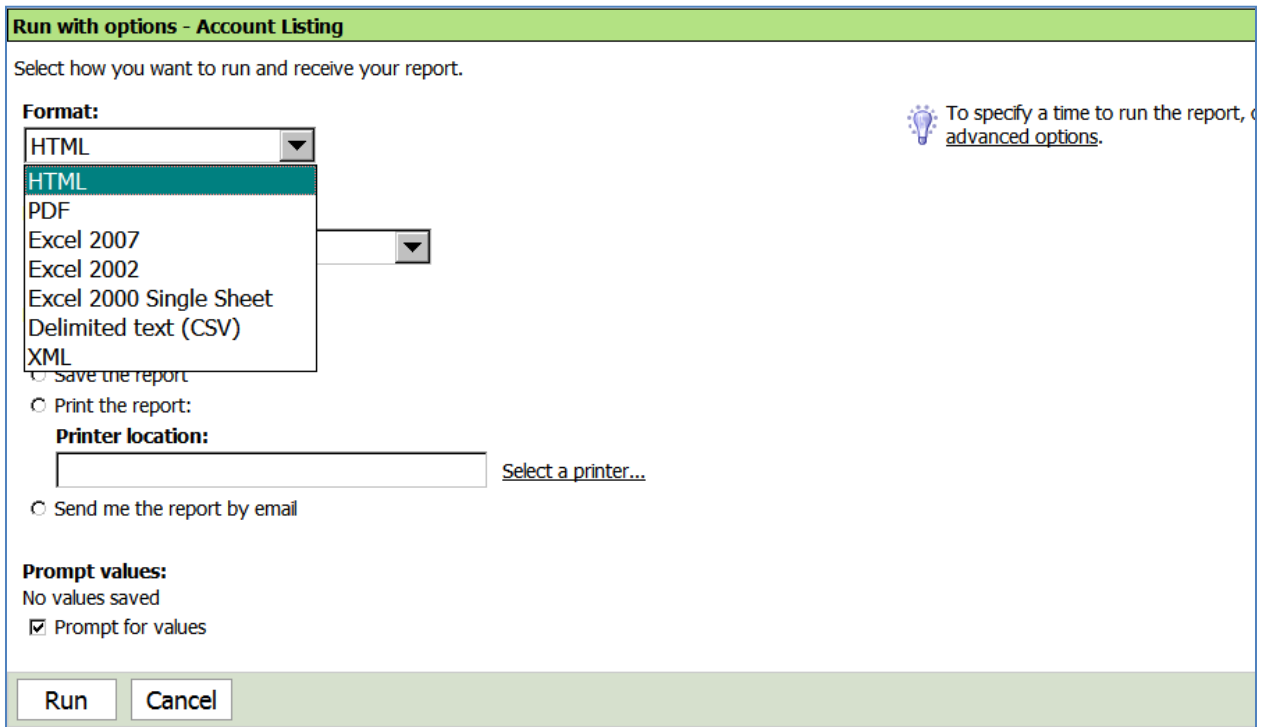 Run with options - Account Listing
Select how you want to run and receive your report.
Format:
HTML
HTML
PDF
Excel 2007
Excel 2002
Excel 2000 Single Sheet
Delimited text (CSV)
XML
To specify a time to run the report,
advanced options.
Save the report
Print the report:
Printer location:
Select a printer...
Send me the report by email
Prompt values:
No values saved
Prompt for values
Run
Cancel